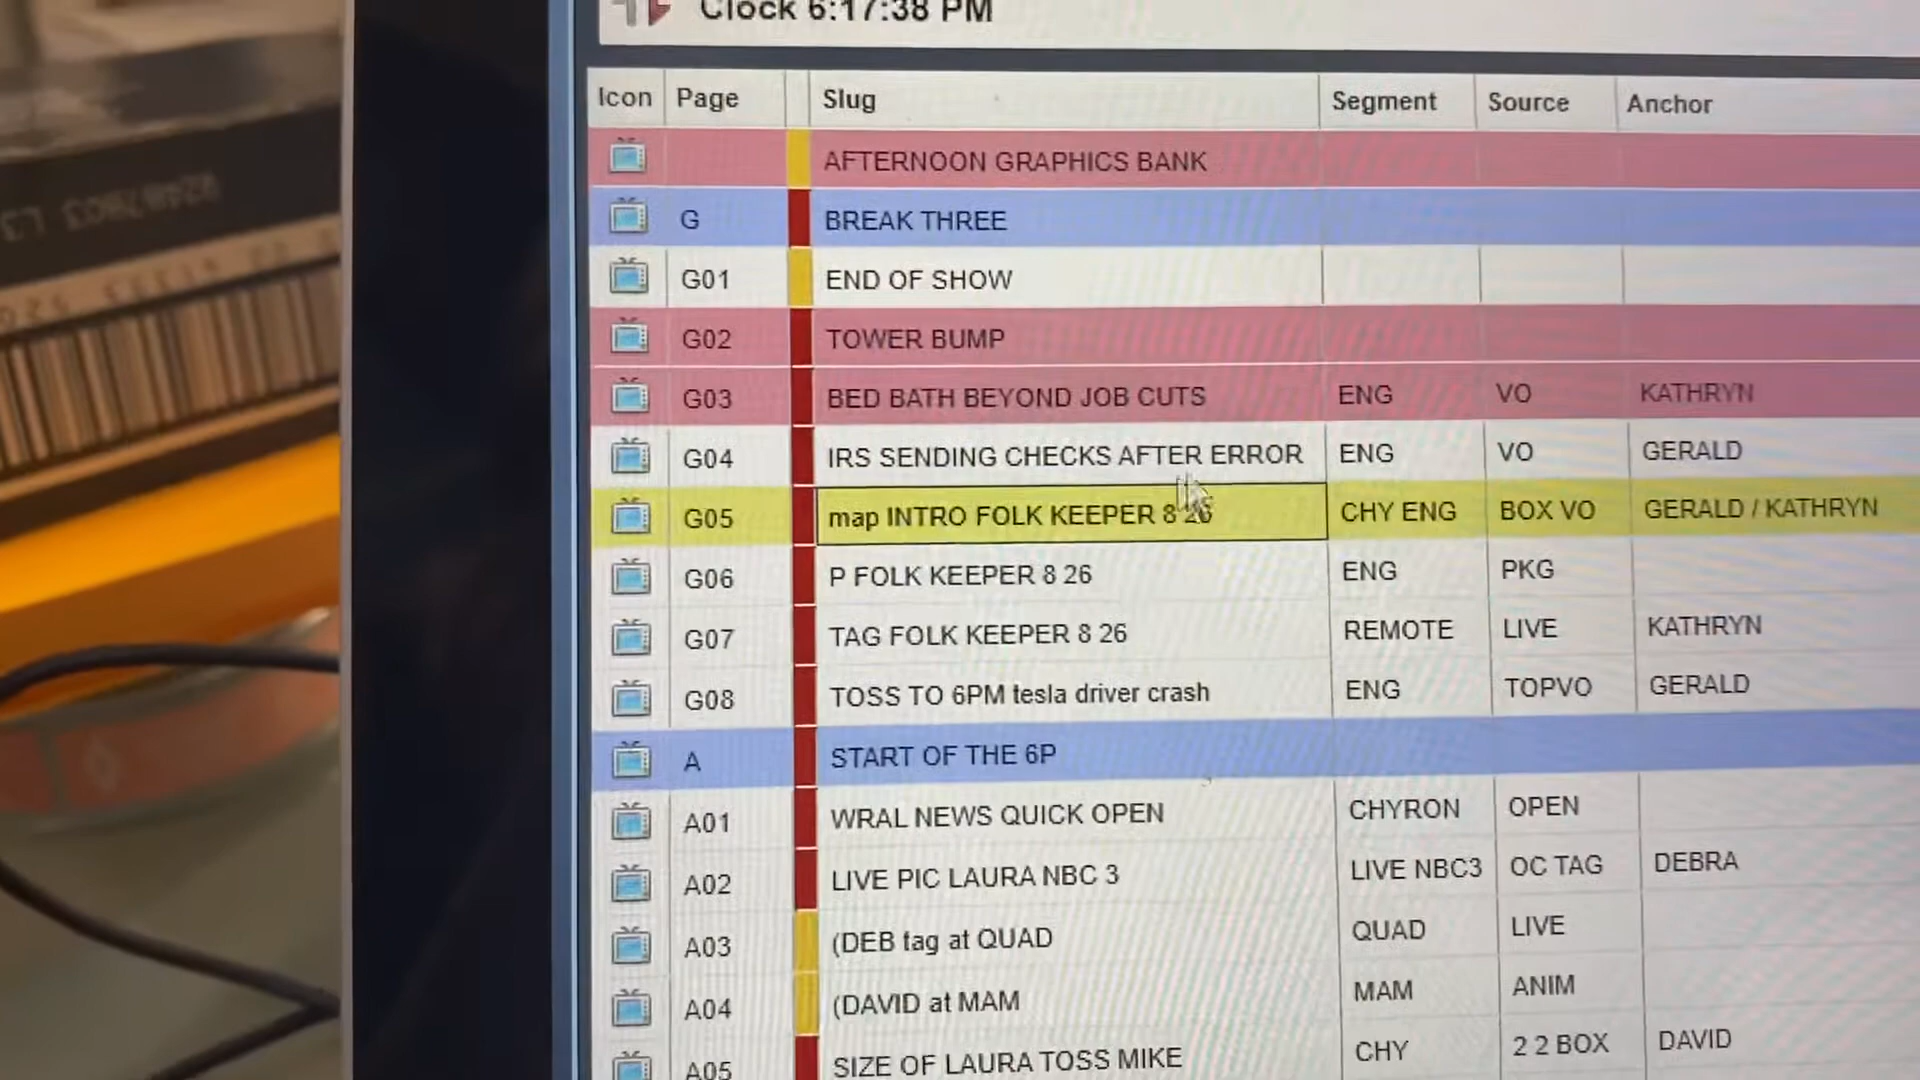 Clock 6:17:38 PM
Icon Page Slug Segment Source Anchor
AFTERNOON GRAPHICS BANK
G BREAK THREE
G01 END OF SHOW
G02 TOWER BUMP
G03 BED BATH BEYOND JOB CUTS ENG VO KATHRYN
G04 IRS SENDING CHECKS AFTER ERROR ENG VO GERALD
G05 map INTRO FOLK KEEPER 8 26 CHY ENG BOX VO GERALD / KATHRYN
G06 P FOLK KEEPER 8 26 ENG PKG
G07 TAG FOLK KEEPER 8 26 REMOTE LIVE KATHRYN
G08 TOSS TO 6PM tesla driver crash ENG TOPVO GERALD
A START OF THE 6P
A01 WRAL NEWS QUICK OPEN CHYRON OPEN
A02 LIVE PIC LAURA NBC 3 LIVE NBC3 OC TAG DEBRA
A03 (DEB tag at QUAD QUAD LIVE
A04 (DAVID at MAM MAM ANIM
A05 SIZE OF LAURA TOSS MIKE CHY 2 2 BOX DAVID